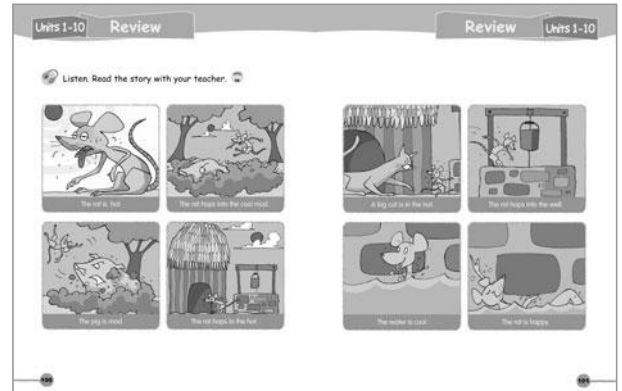 Units 1-10 Review
Review Units 1-10
Listen. Read the story with your teacher.
The rat is hot.
The rat hops into the cool mud.
The pig is mad.
The rat hops to the hut.
A big cat is in the hut.
The rat hops into the well.
The water is cool.
The rat is happy.
100
101